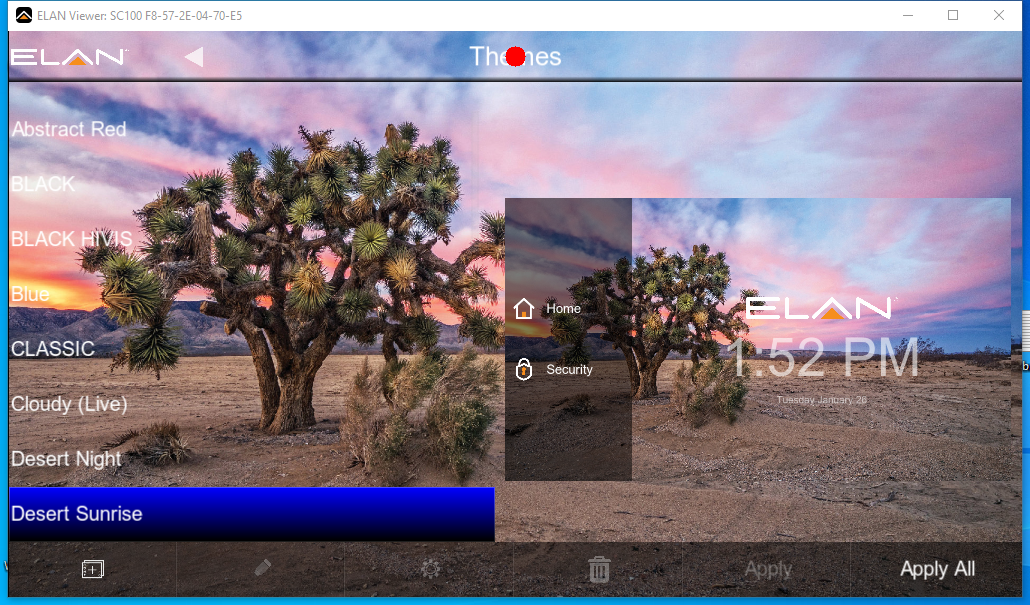 ELAN Viewer: SC100 F8-57-2E-04-70-E5
ELAN
Themes
Abstract Red
BLACK
BLACK HIVIS
Blue
CLASSIC
Cloudy (Live)
Desert Night
Desert Sunrise
Home
Security
ELAN
1:52 PM
Tuesday January 26
Apply
Apply All